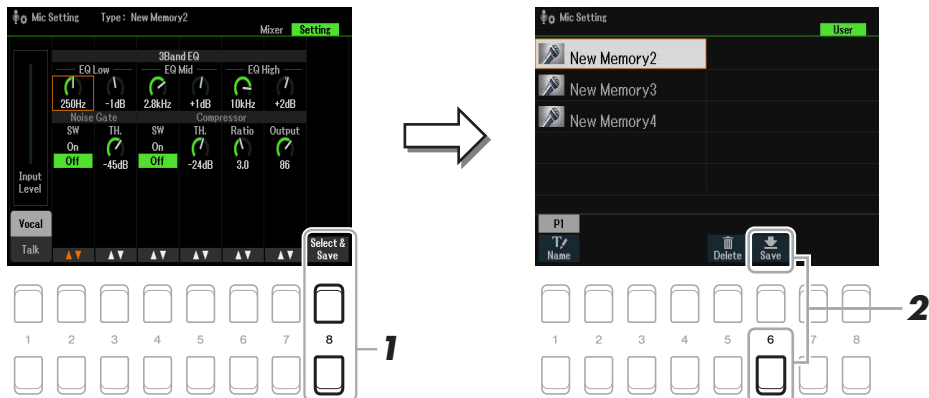 Mic Setting Type : New Memory2
Mixer Setting
3Band EQ
EQ Low EQ Mid EQ High
250Hz -1dB 2.8kHz +1dB 10kHz +2dB
Noise Gate Compressor
SW TH. SW TH. Ratio Output
On On
Off -45dB Off -24dB 3.0 86
Input
Level
Vocal
Talk
Select &
Save
1 2 3 4 5 6 7 8
1
Mic Setting
User
New Memory2
New Memory3
New Memory4
P1
Name Delete Save
1 2 3 4 5 6 7 8
2